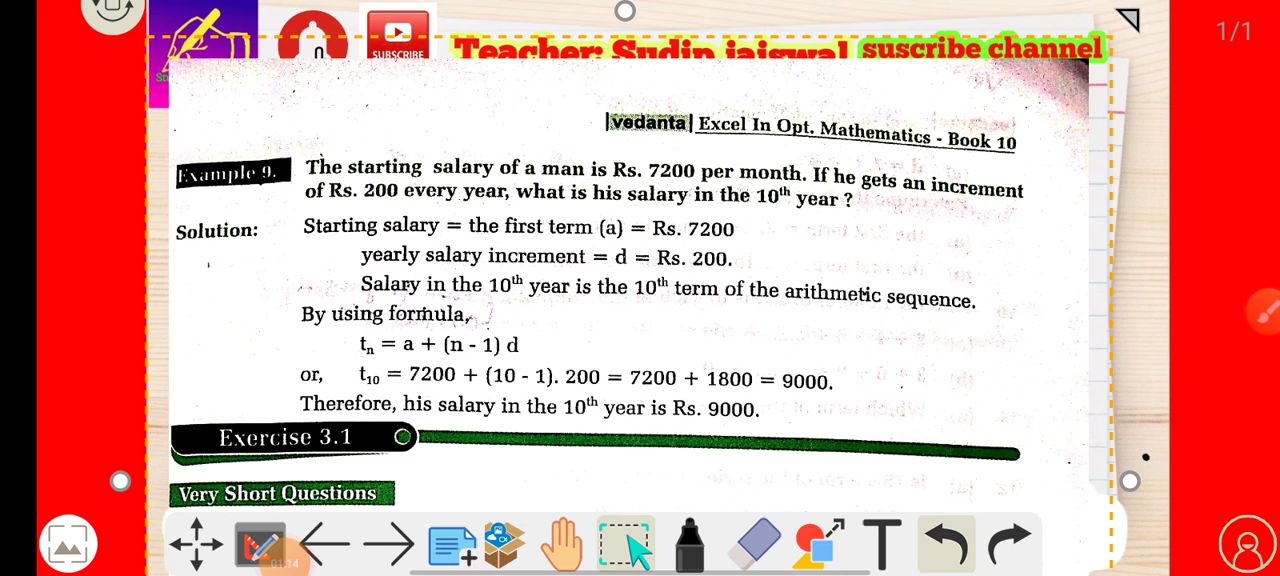 1/1
SUBSCRIBE
Teacher: Sudip jaiswal suscribe channel
vedanta Excel In Opt. Mathematics - Book 10
Example 9. The starting salary of a man is Rs. 7200 per month. If he gets an increment
of Rs. 200 every year, what is his salary in the 10th year ?
Solution: Starting salary = the first term (a) = Rs. 7200
yearly salary increment = d = Rs. 200.
Salary in the 10th year is the 10th term of the arithmetic sequence.
By using formula,
tn = a + (n - 1) d
or, t10 = 7200 + (10 - 1). 200 = 7200 + 1800 = 9000.
Therefore, his salary in the 10th year is Rs. 9000.
Exercise 3.1
Very Short Questions
01:14
T